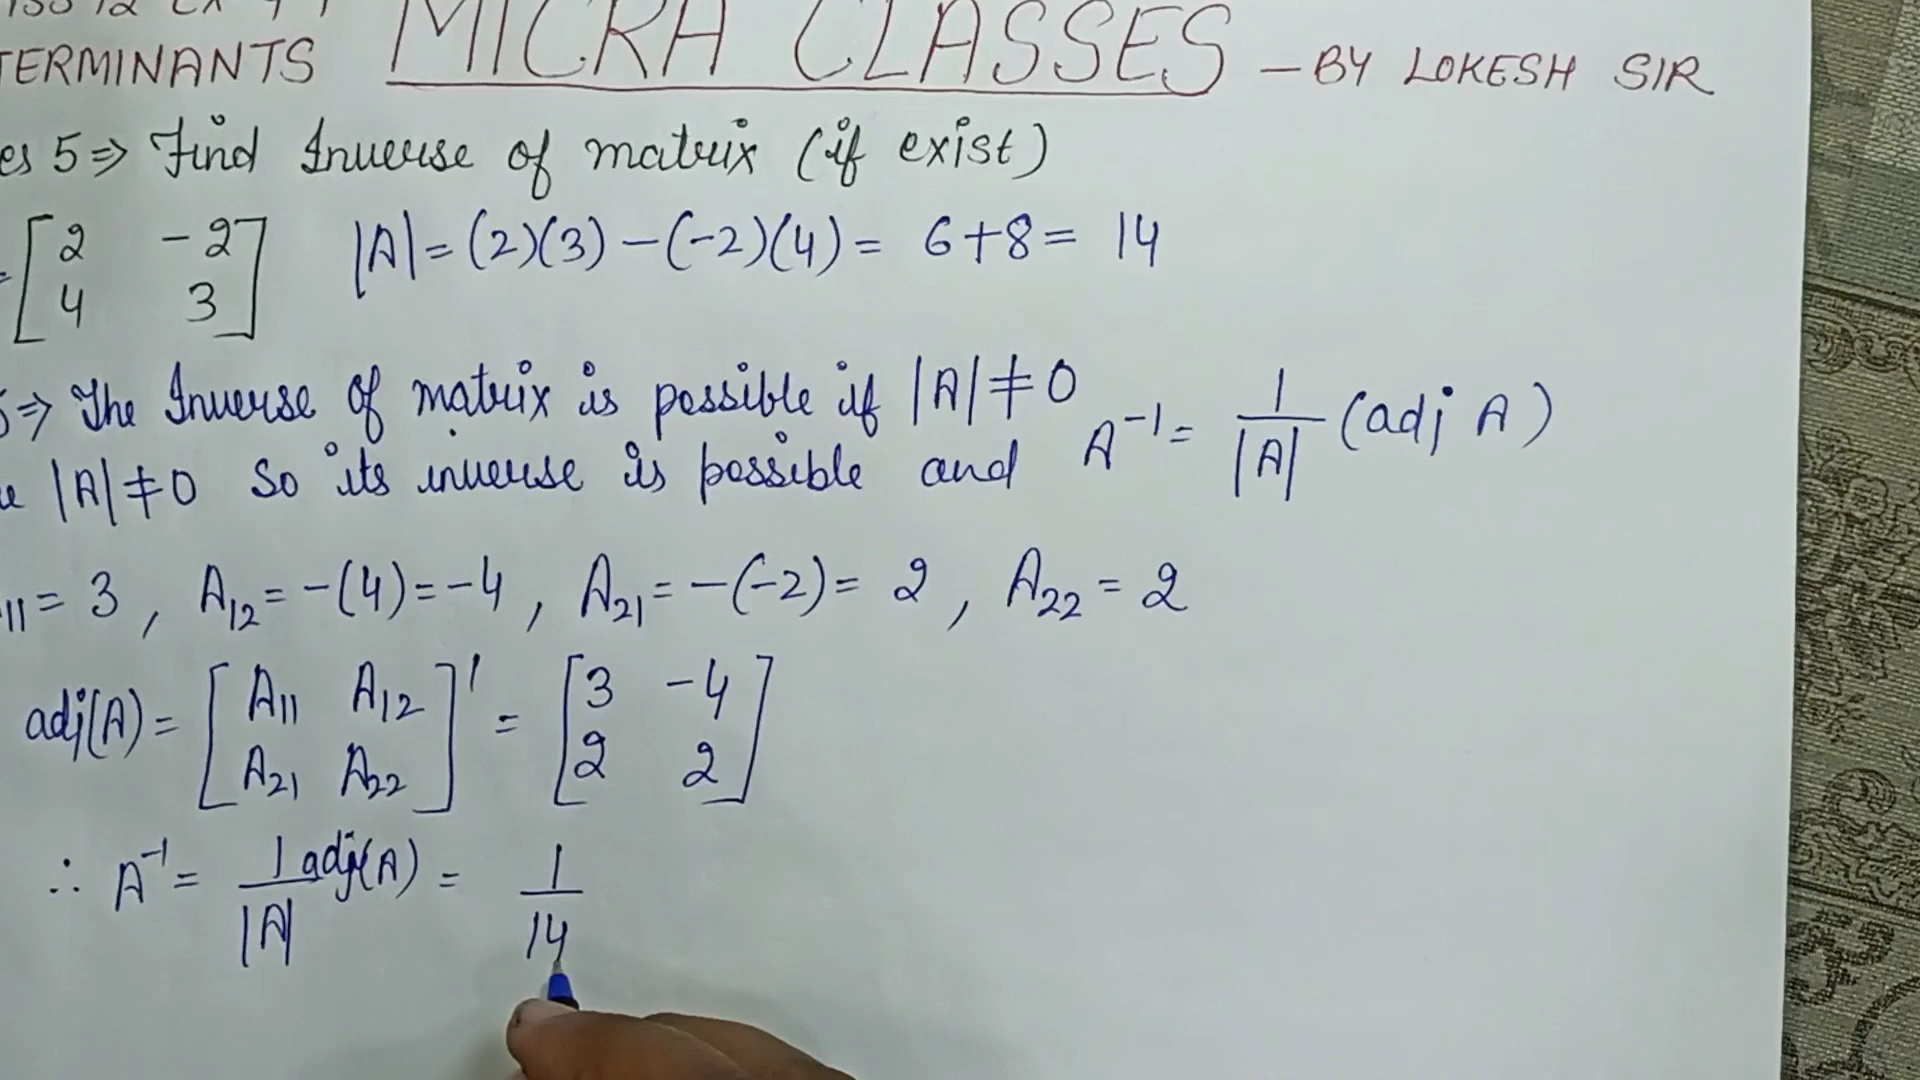 MICRA CLASSES - BY LOKESH SIR
TERMINANTS
es 5 ⇒ Find Inverse of matrix (if exist)
= [2 -2; 4 3] |A| = (2)(3) - (-2)(4) = 6+8 = 14
5 ⇒ The Inverse of matrix is possible if |A| ≠ 0
|A| ≠ 0 So its inverse is possible and A⁻¹ = 1/|A| (adj A)
11 = 3, A12 = -(4) = -4, A21 = -(-2) = 2, A22 = 2
adj(A) = [A11 A12; A21 A22]' = [3 -4; 2 2]
∴ A⁻¹ = 1/|A| adj(A) = 1/14